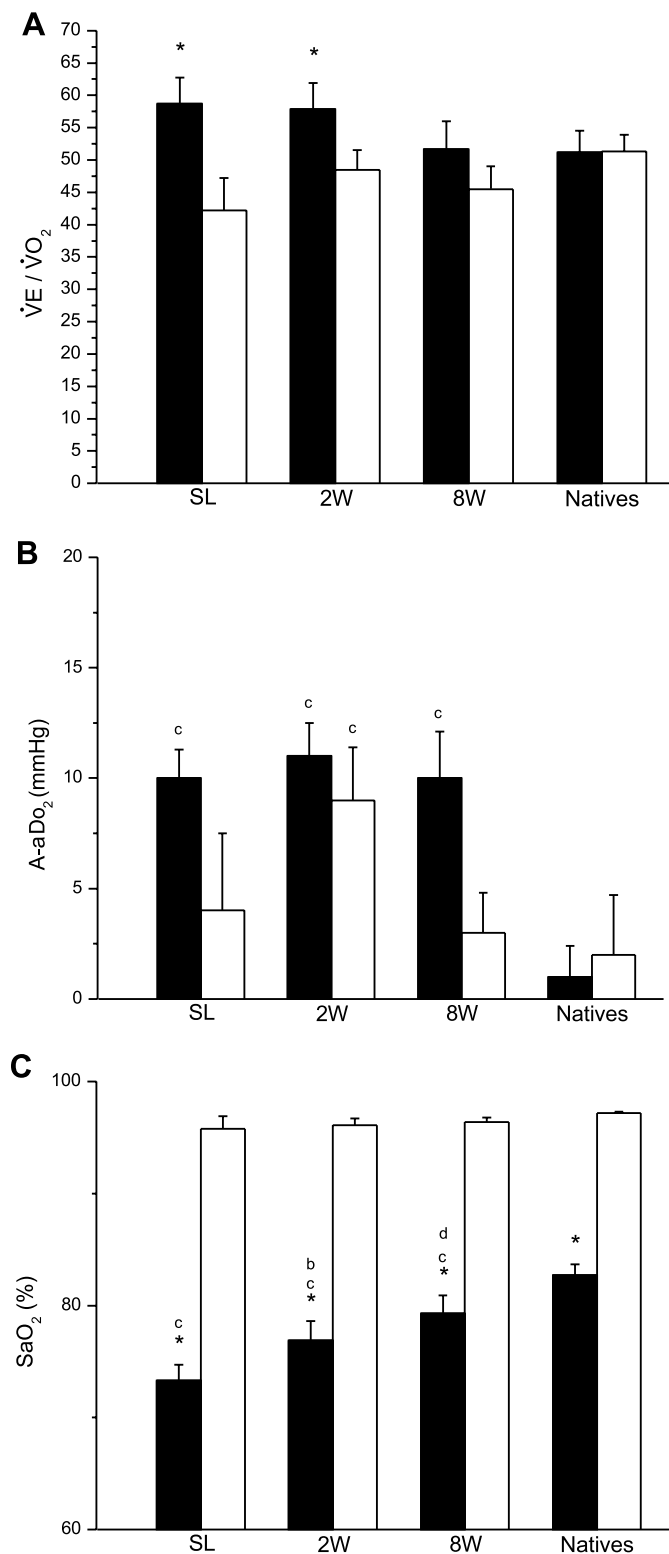 A
70
*
*
65
60
55
50
45
40
35
30
25
20
15
10
5
0
V̇E / V̇O₂
SL 2W 8W Natives
B
20
15
10
5
0
A-aDo₂ (mmHg)
c c c c
SL 2W 8W Natives
C
100
80
60
SaO₂ (%)
c
*
b
c
*
d
c
*
*
SL 2W 8W Natives